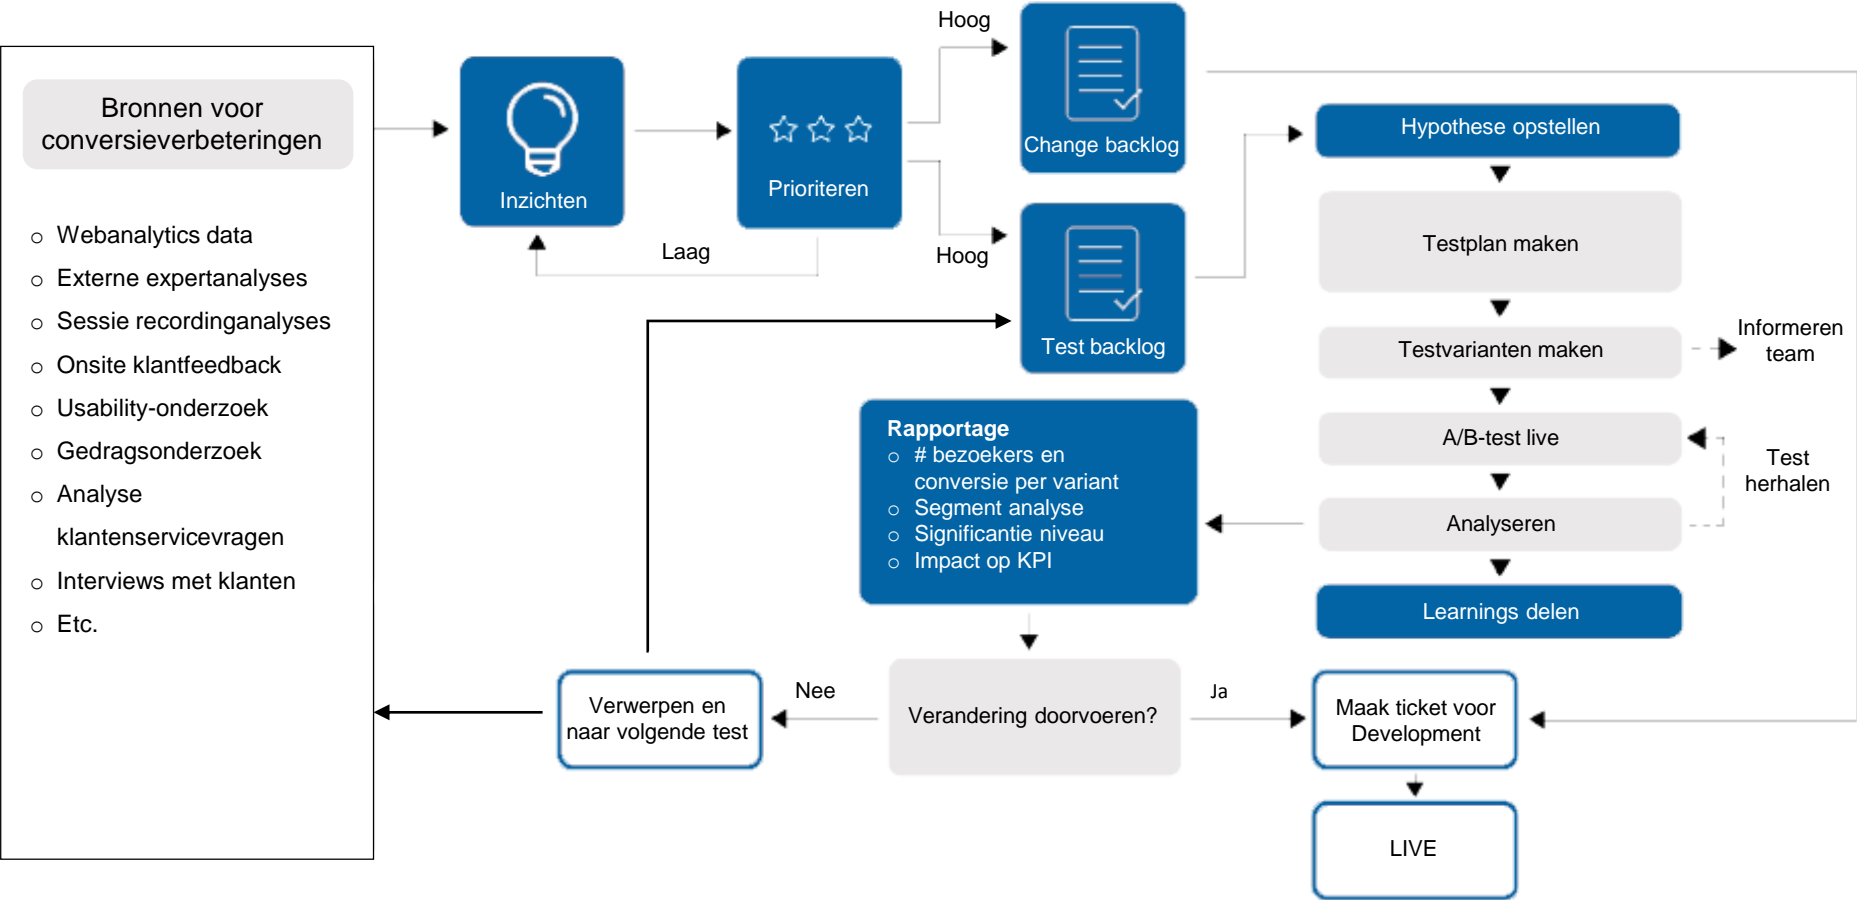 Bronnen voor
conversieverbeteringen
o Webanalytics data
o Externe expertanalyses
o Sessie recordinganalyses
o Onsite klantfeedback
o Usability-onderzoek
o Gedragsonderzoek
o Analyse
klantenservicevragen
o Interviews met klanten
o Etc.
Inzichten
Prioriteren
Laag
Hoog
Hoog
Change backlog
Test backlog
Hypothese opstellen
Testplan maken
Testvarianten maken
Informeren
team
A/B-test live
Test
herhalen
Analyseren
Learnings delen
Rapportage
o # bezoekers en
conversie per variant
o Segment analyse
o Significantie niveau
o Impact op KPI
Verandering doorvoeren?
Nee
Verwerpen en
naar volgende test
Ja
Maak ticket voor
Development
LIVE